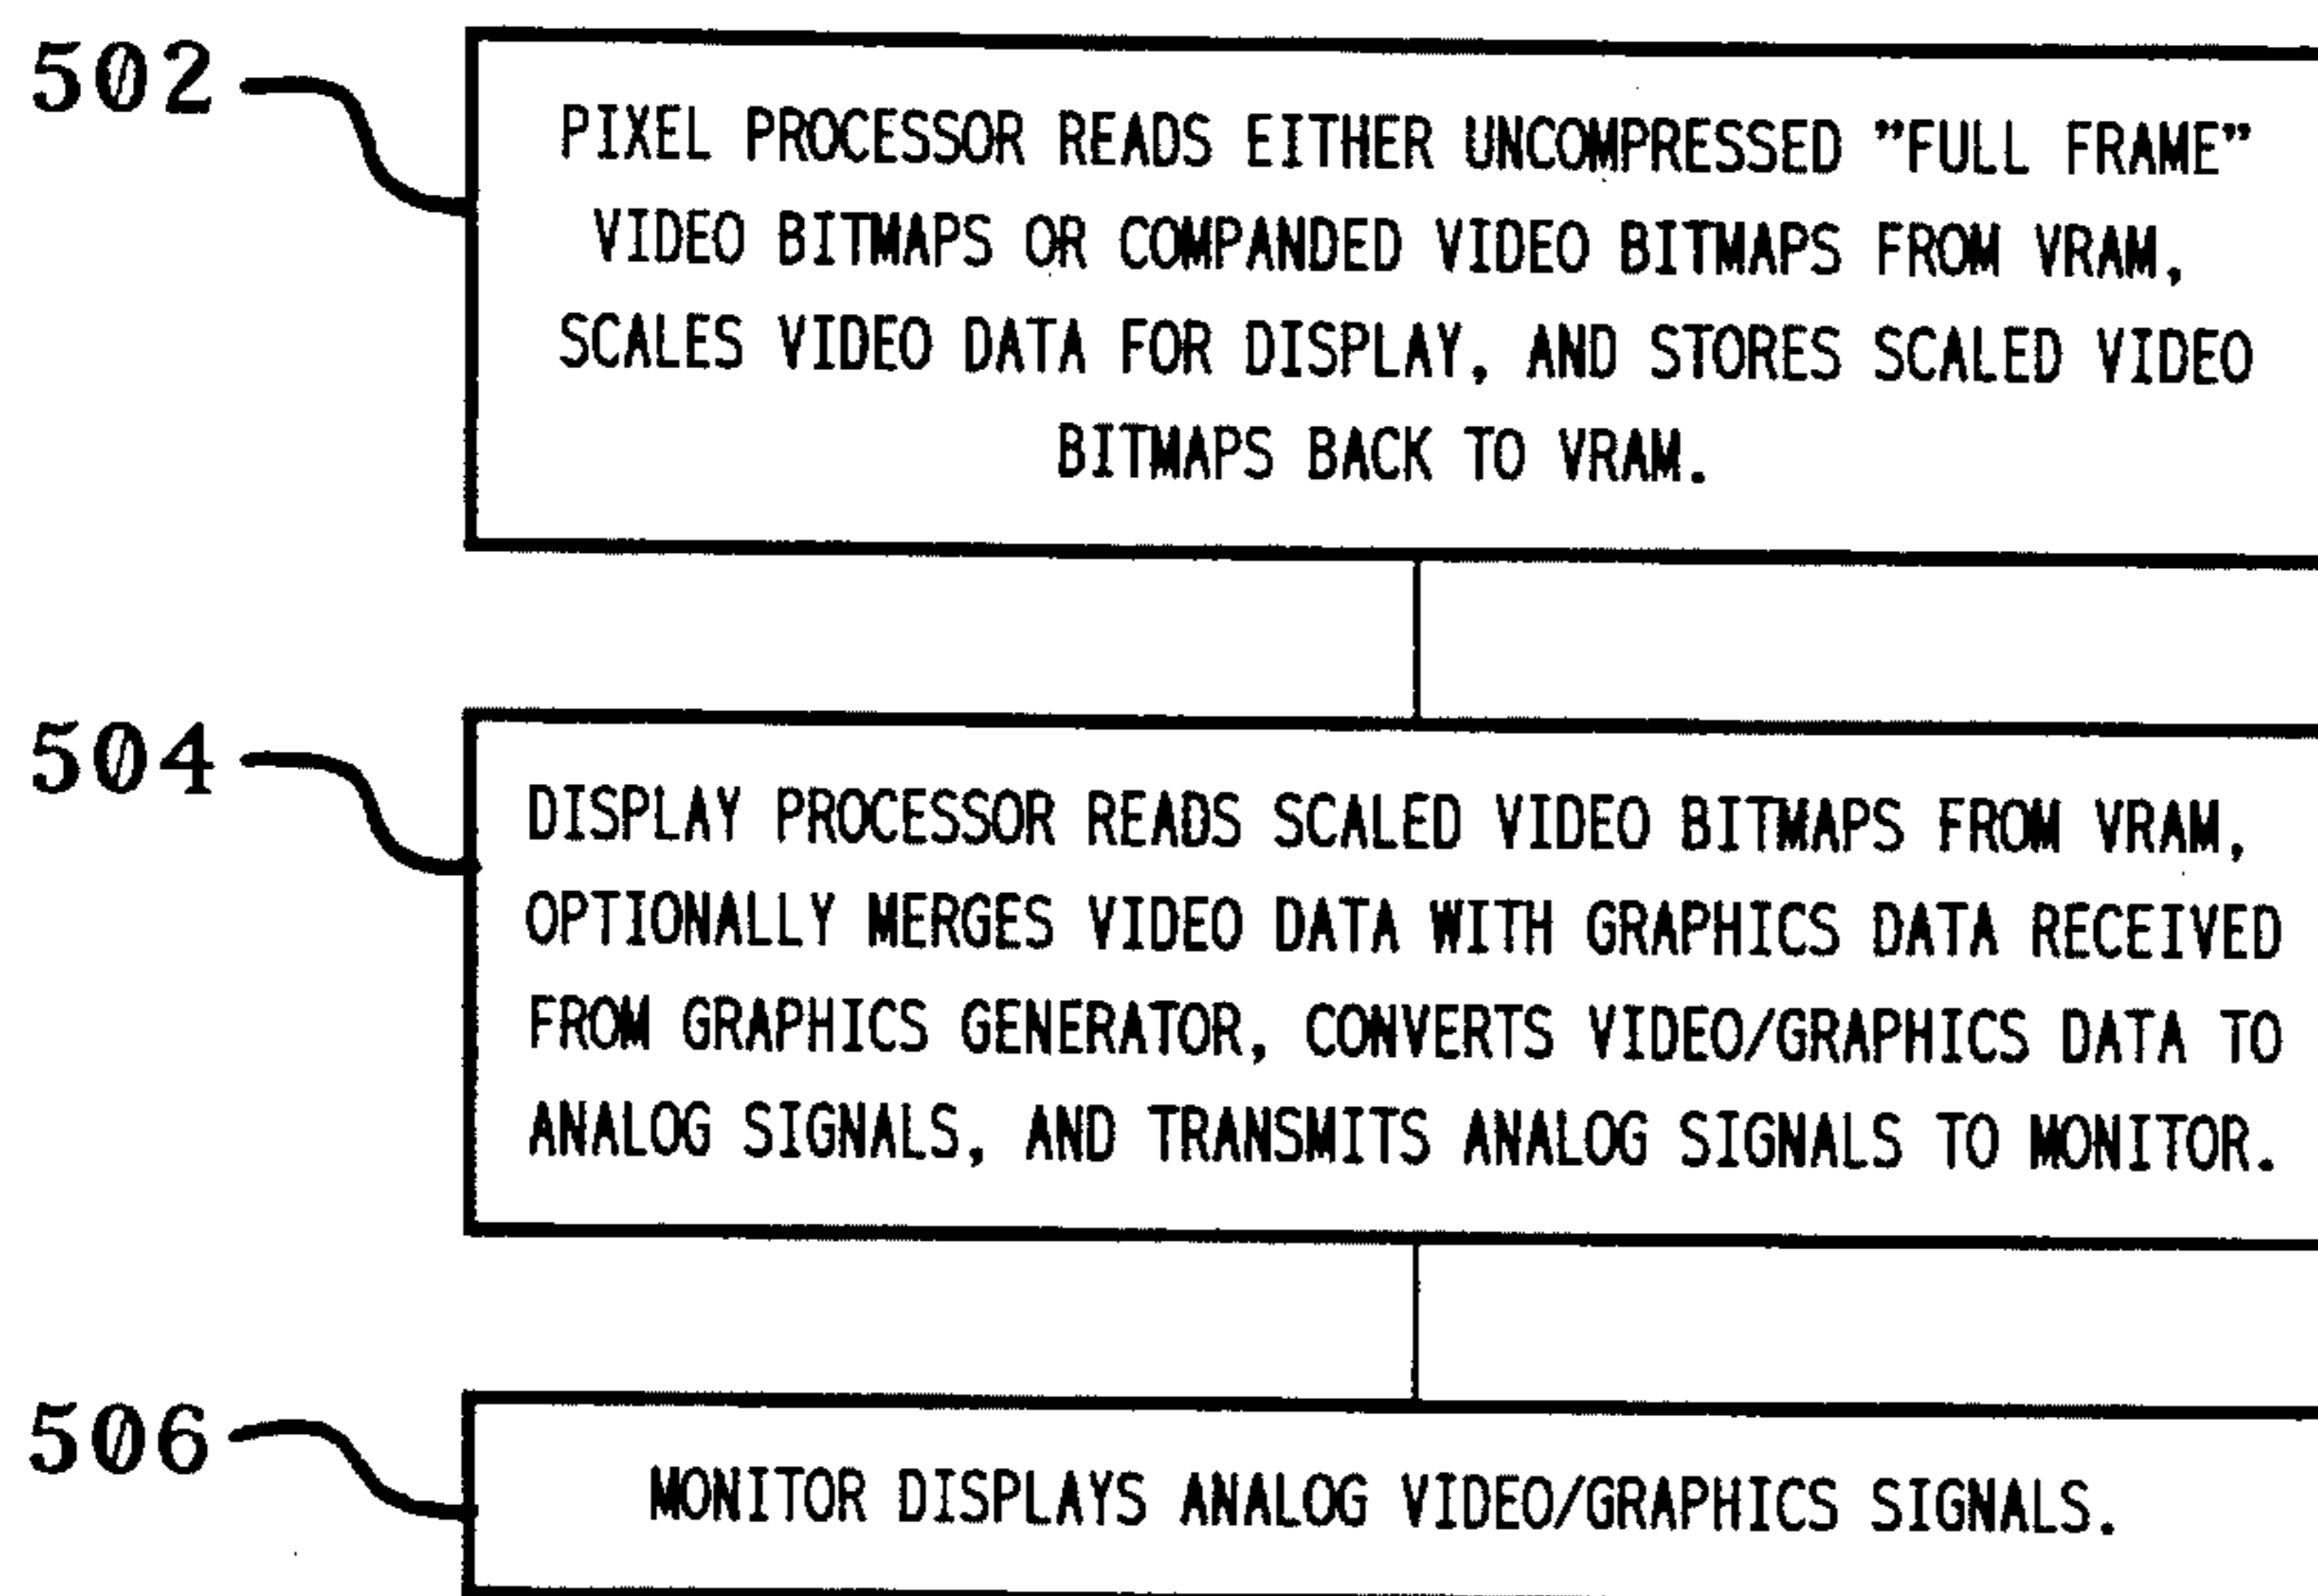 502
PIXEL PROCESSOR READS EITHER UNCOMPRESSED "FULL FRAME"
VIDEO BITMAPS OR COMPANDED VIDEO BITMAPS FROM VRAM,
SCALES VIDEO DATA FOR DISPLAY, AND STORES SCALED VIDEO
BITMAPS BACK TO VRAM.
504
DISPLAY PROCESSOR READS SCALED VIDEO BITMAPS FROM VRAM,
OPTIONALLY MERGES VIDEO DATA WITH GRAPHICS DATA RECEIVED
FROM GRAPHICS GENERATOR, CONVERTS VIDEO/GRAPHICS DATA TO
ANALOG SIGNALS, AND TRANSMITS ANALOG SIGNALS TO MONITOR.
506
MONITOR DISPLAYS ANALOG VIDEO/GRAPHICS SIGNALS.